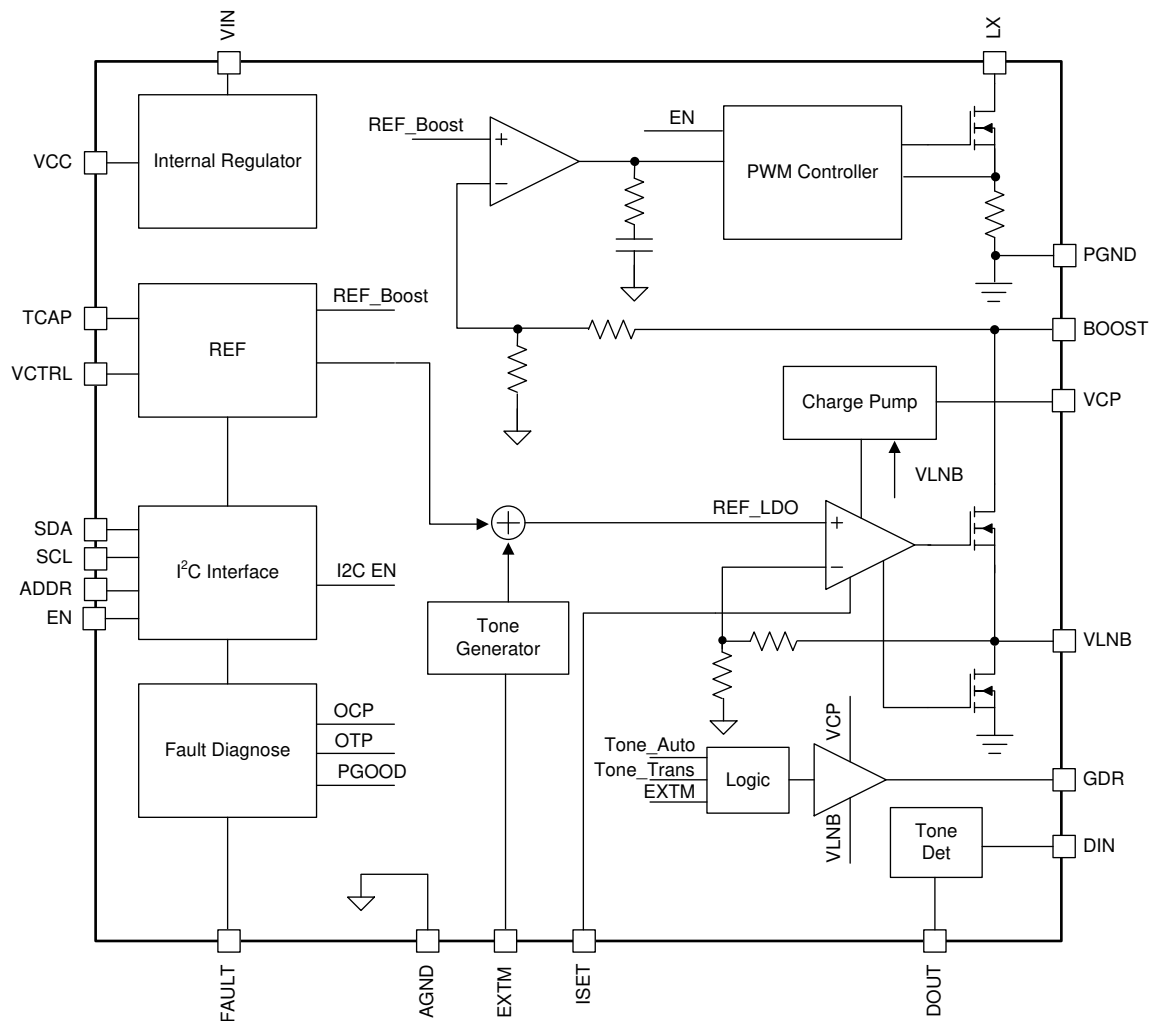 VIN
LX
REF_Boost
EN
+
−
VCC
Internal Regulator
PWM Controller
PGND
TCAP
REF_Boost
REF
VCTRL
BOOST
Charge Pump
VCP
VLNB
REF_LDO
+
−
SDA
SCL
ADDR
EN
I²C Interface
I2C EN
Tone
Generator
VLNB
OCP
OTP
PGOOD
Fault Diagnose
Tone_Auto
Tone_Trans
EXTM
Logic
VCP
VLNB
GDR
Tone
Det
DIN
FAULT
AGND
EXTM
ISET
DOUT